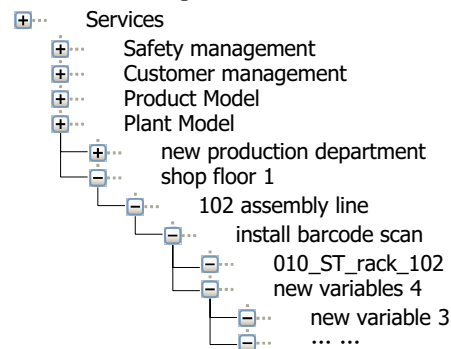 Services
Safety management
Customer management
Product Model
Plant Model
new production department
shop floor 1
102 assembly line
install barcode scan
010_ST_rack_102
new variables 4
new variable 3
... ...